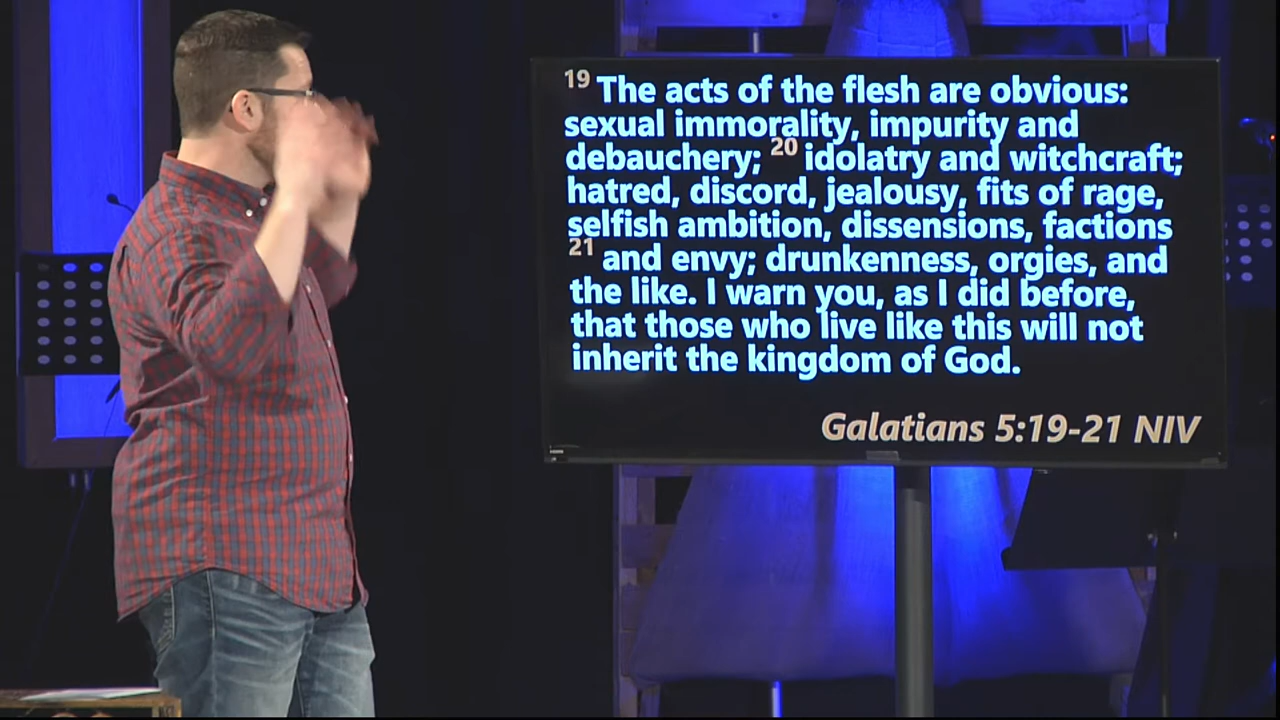 19 The acts of the flesh are obvious:
sexual immorality, impurity and
debauchery; 20 idolatry and witchcraft;
hatred, discord, jealousy, fits of rage,
selfish ambition, dissensions, factions
21 and envy; drunkenness, orgies, and
the like. I warn you, as I did before,
that those who live like this will not
inherit the kingdom of God.
Galatians 5:19-21 NIV